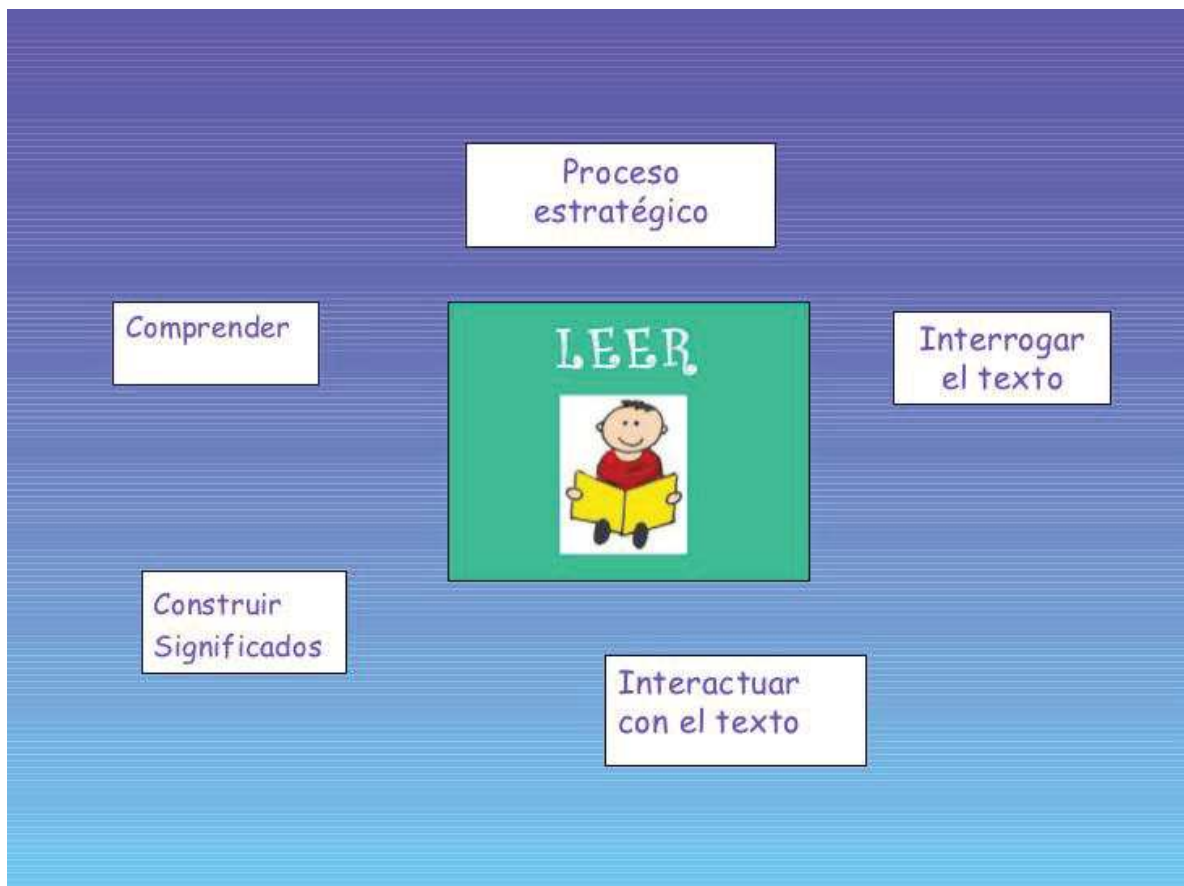 Proceso
estratégico
Comprender
LEER
Interrogar
el texto
Construir
Significados
Interactuar
con el texto